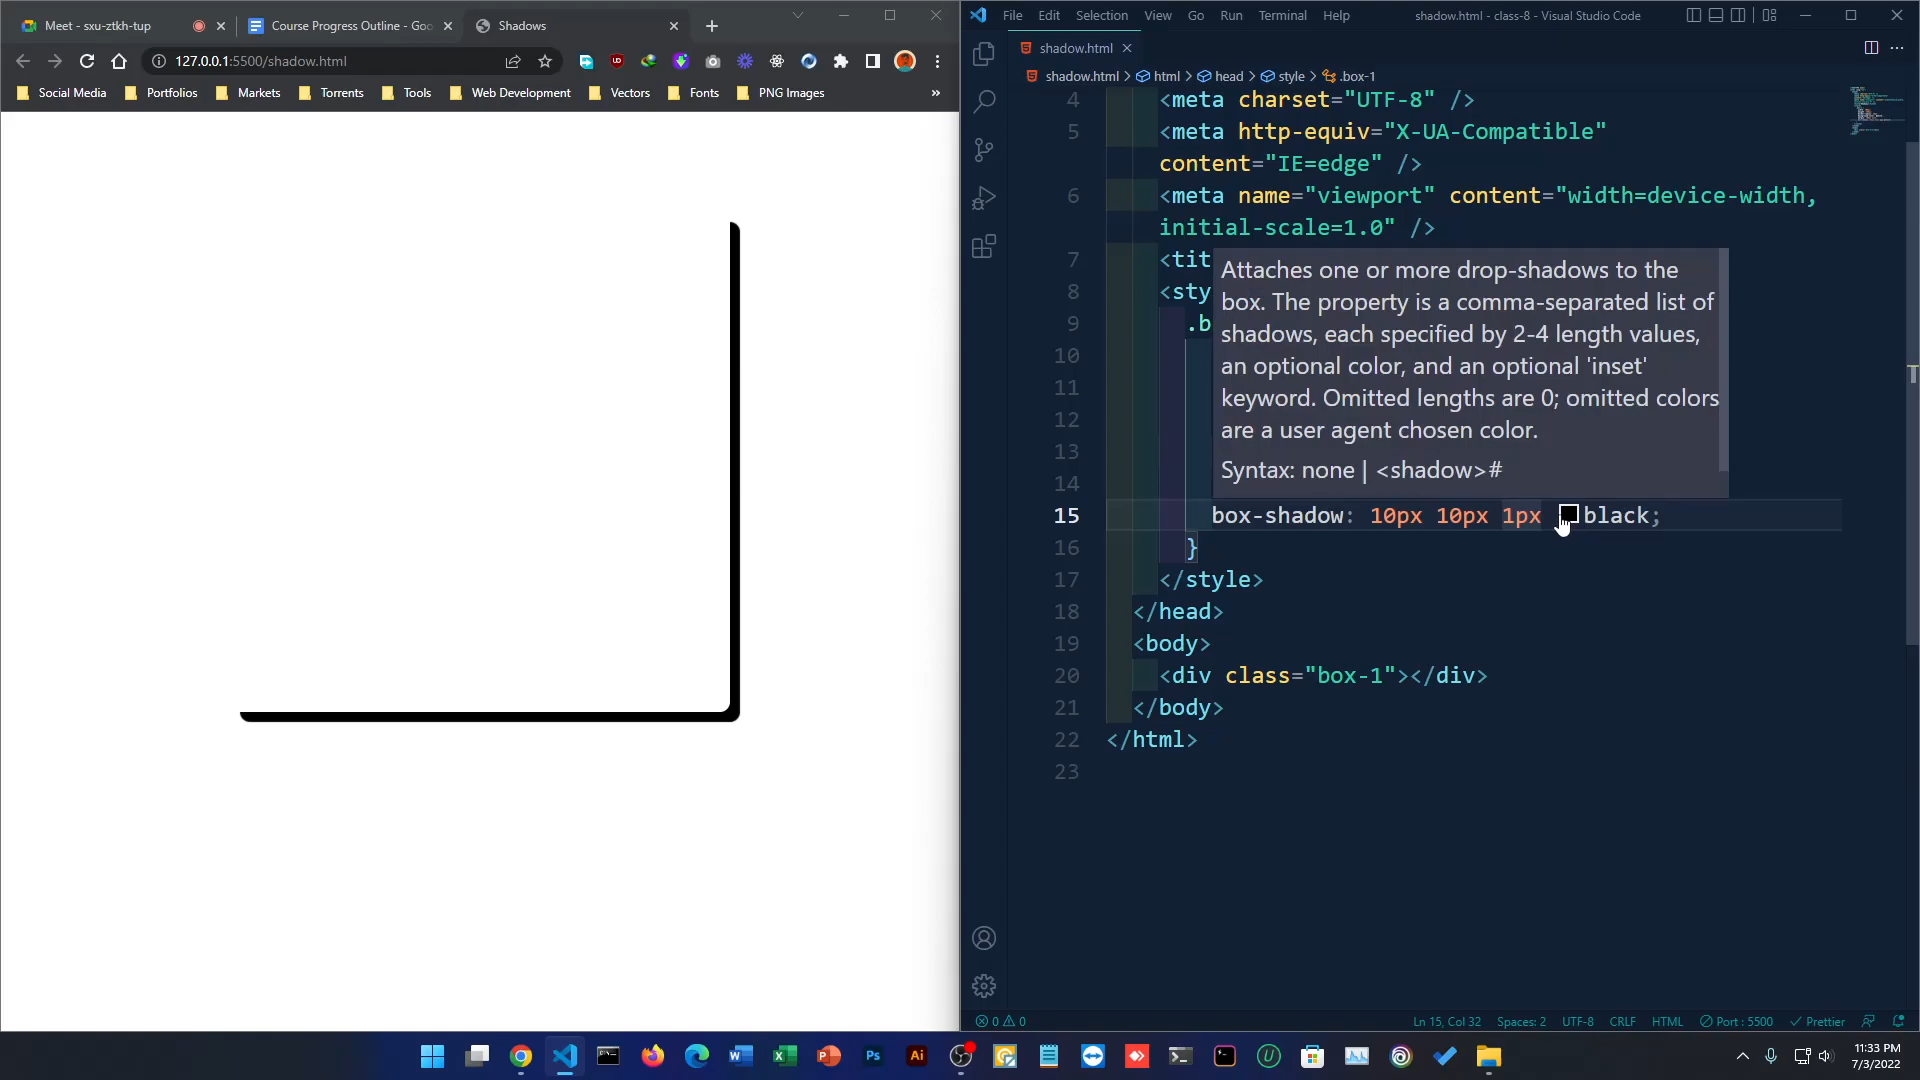 Meet - sxu-ztkh-tup
Course Progress Outline - Goo
Shadows
127.0.0.1:5500/shadow.html
Social Media
Portfolios
Markets
Torrents
Tools
Web Development
Vectors
Fonts
PNG Images
»
File Edit Selection View Go Run Terminal Help
shadow.html - class-8 - Visual Studio Code
shadow.html
shadow.html > html > head > style > .box-1
4 <meta charset="UTF-8" />
5 <meta http-equiv="X-UA-Compatible"
content="IE=edge" />
6 <meta name="viewport" content="width=device-width,
initial-scale=1.0" />
7 <tit
8 <sty
9 .b
10
11
12
13
14
Attaches one or more drop-shadows to the
box. The property is a comma-separated list of
shadows, each specified by 2-4 length values,
an optional color, and an optional 'inset'
keyword. Omitted lengths are 0; omitted colors
are a user agent chosen color.
Syntax: none | <shadow>#
15 box-shadow: 10px 10px 1px black;
16 }
17 </style>
18 </head>
19 <body>
20 <div class="box-1"></div>
21 </body>
22 </html>
23
0 0
Ln 15, Col 32
Spaces: 2
UTF-8
CRLF
HTML
Port : 5500
Prettier
Ps
Ai
11:33 PM
7/3/2022